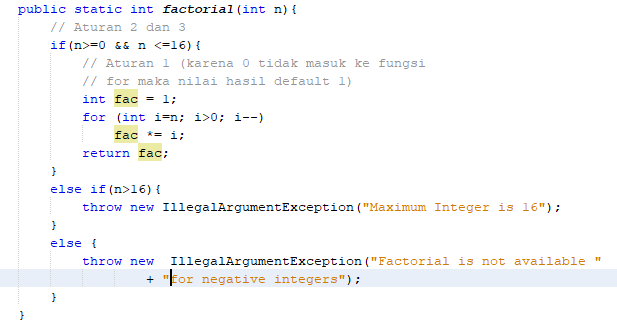 public static int factorial(int n){
// Aturan 2 dan 3
if(n>=0 && n <=16){
// Aturan 1 (karena 0 tidak masuk ke fungsi
// for maka nilai hasil default 1)
int fac = 1;
for (int i=n; i>0; i--)
fac *= i;
return fac;
}
else if(n>16){
throw new IllegalArgumentException("Maximum Integer is 16");
}
else {
throw new  IllegalArgumentException("Factorial is not available "
+ "for negative integers");
}
}